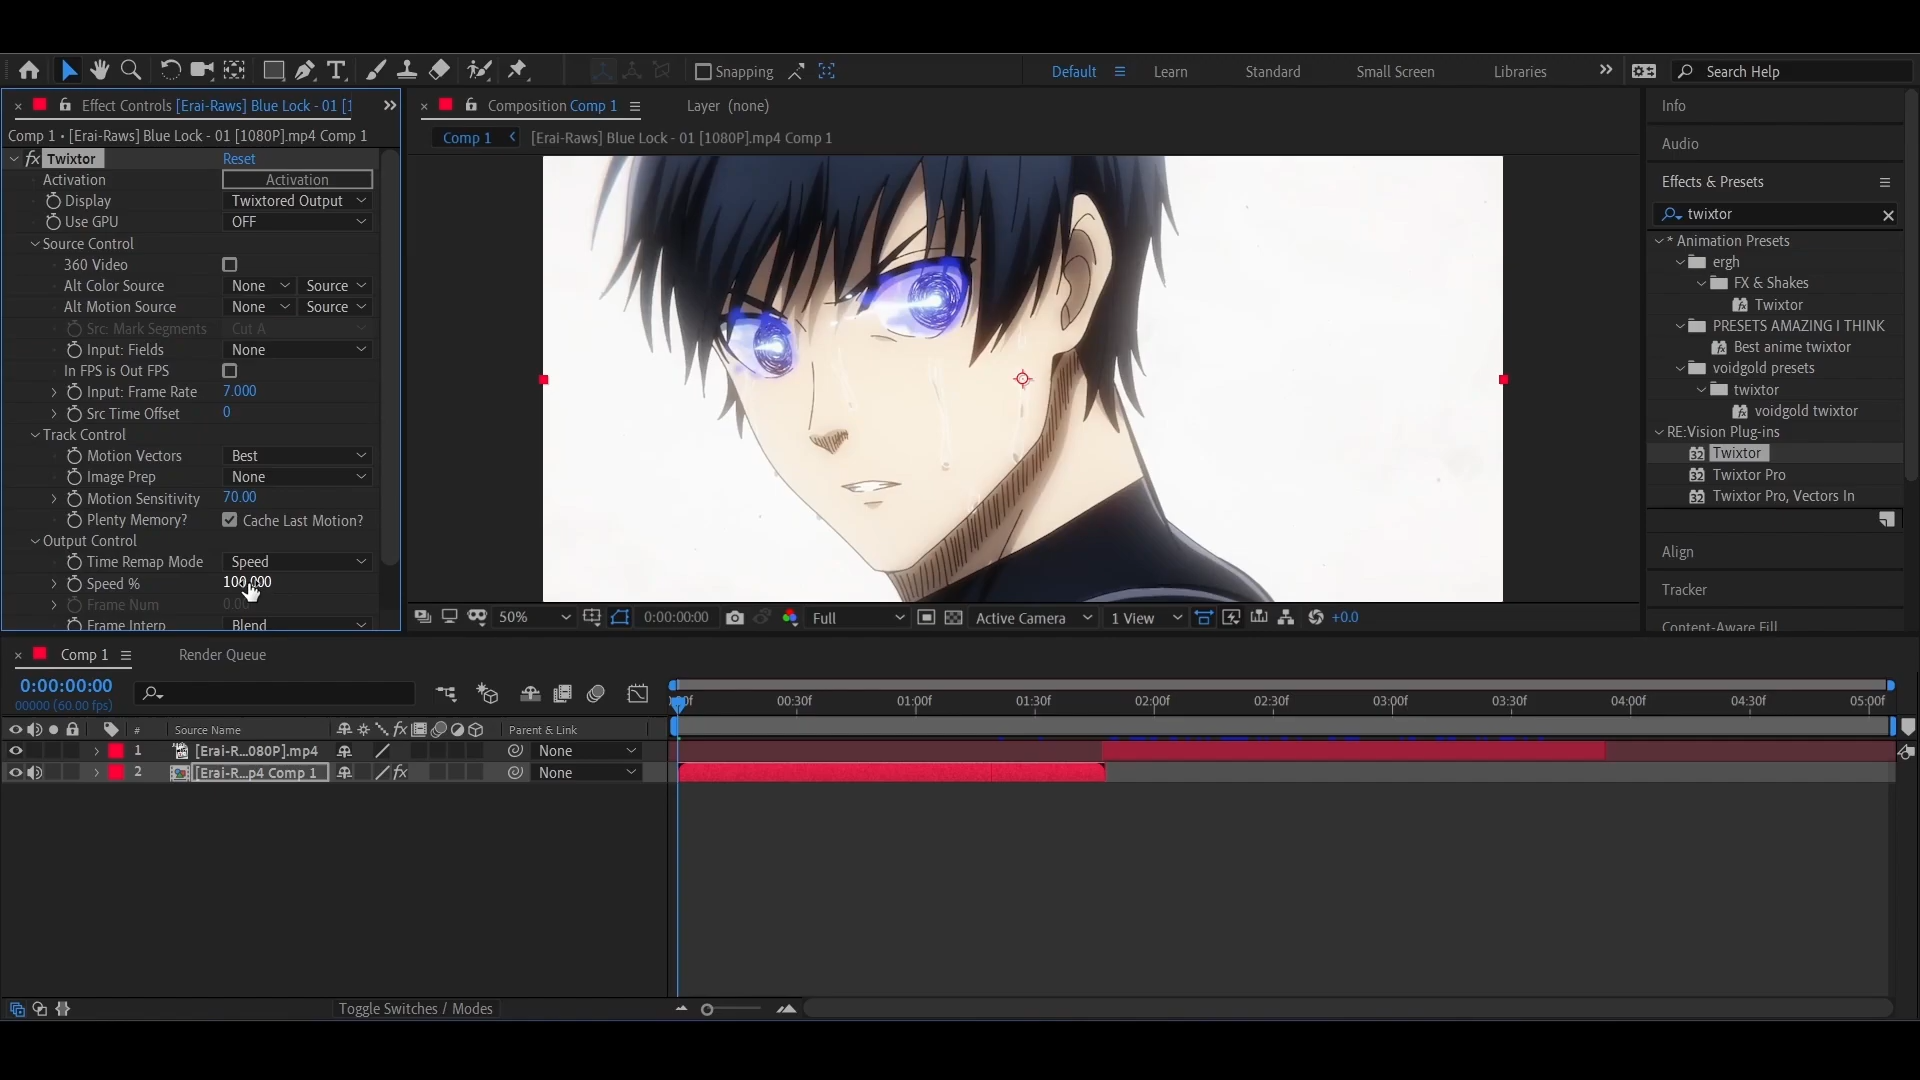 Snapping
Default
Learn
Standard
Small Screen
Libraries
Search Help
Effect Controls [Erai-Raws] Blue Lock - 01 [1
Composition Comp 1
Layer (none)
Info
Comp 1 • [Erai-Raws] Blue Lock - 01 [1080P].mp4 Comp 1
Comp 1
[Erai-Raws] Blue Lock - 01 [1080P].mp4 Comp 1
Audio
fx Twixtor
Reset
Activation
Activation
Display
Twixtored Output
Use GPU
OFF
Source Control
360 Video
Alt Color Source
None
Source
Alt Motion Source
None
Source
Src: Mark Segments
Cut A
Input: Fields
None
In FPS is Out FPS
Input: Frame Rate
7.000
Src Time Offset
0
Track Control
Motion Vectors
Best
Image Prep
None
Motion Sensitivity
70.00
Plenty Memory?
Cache Last Motion?
Output Control
Time Remap Mode
Speed
Speed %
100.000
Frame Num
0.00
Frame Interp
Blend
Effects & Presets
twixtor
* Animation Presets
ergh
FX & Shakes
Twixtor
PRESETS AMAZING I THINK
Best anime twixtor
voidgold presets
twixtor
voidgold twixtor
RE:Vision Plug-ins
32 Twixtor
32 Twixtor Pro
32 Twixtor Pro, Vectors In
Align
Tracker
Content-Aware Fill
50%
0:00:00:00
Full
Active Camera
1 View
+0.0
Comp 1
Render Queue
0:00:00:00
00000 (60.00 fps)
00:30f
01:00f
01:30f
02:00f
02:30f
03:00f
03:30f
04:00f
04:30f
05:00f
#
Source Name
fx
Parent & Link
1
[Erai-R...080P].mp4
None
2
[Erai-R...p4 Comp 1
fx
None
Toggle Switches / Modes